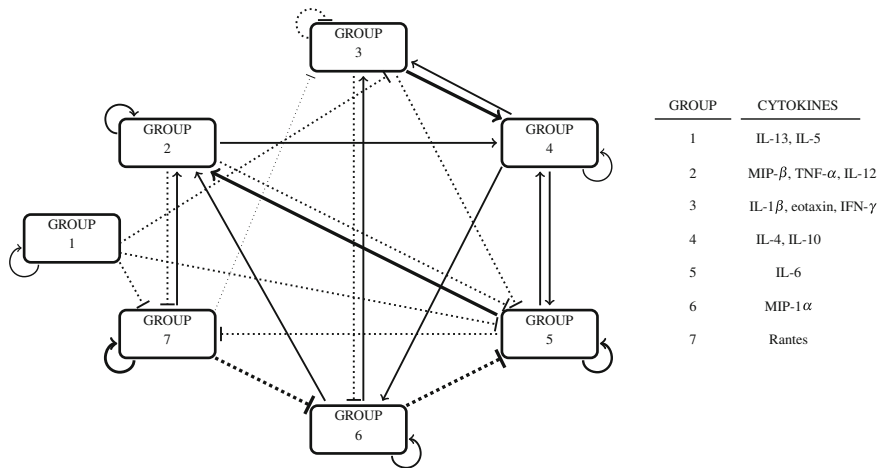 GROUP
3
GROUP
2
GROUP
4
GROUP
1
GROUP
7
GROUP
5
GROUP
6
GROUP CYTOKINES
1 IL-13, IL-5
2 MIP-β, TNF-α, IL-12
3 IL-1β, eotaxin, IFN-γ
4 IL-4, IL-10
5 IL-6
6 MIP-1α
7 Rantes